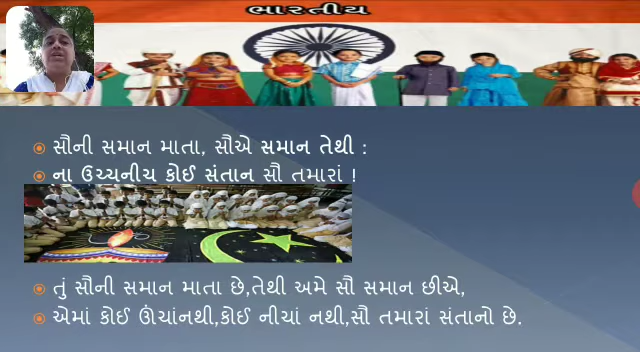 ભારતીય
સૌની સમાન માતા, સૌએ સમાન તેથી :
ના ઉચ્ચનીચ કોઈ સંતાન સૌ તમારાં !
તું સૌની સમાન માતા છે,તેથી અમે સૌ સમાન છીએ,
એમાં કોઈ ઊંચાંનથી,કોઈ નીચાં નથી,સૌ તમારાં સંતાનો છે.